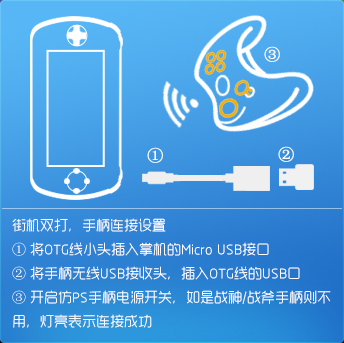 ③
① ②
街机双打，手柄连接设置
① 将OTG线小头插入掌机的Micro USB接口
② 将手柄无线USB接收头，插入OTG线的USB口
③ 开启仿PS手柄电源开关，如是战神/战斧手柄则不
用，灯亮表示连接成功